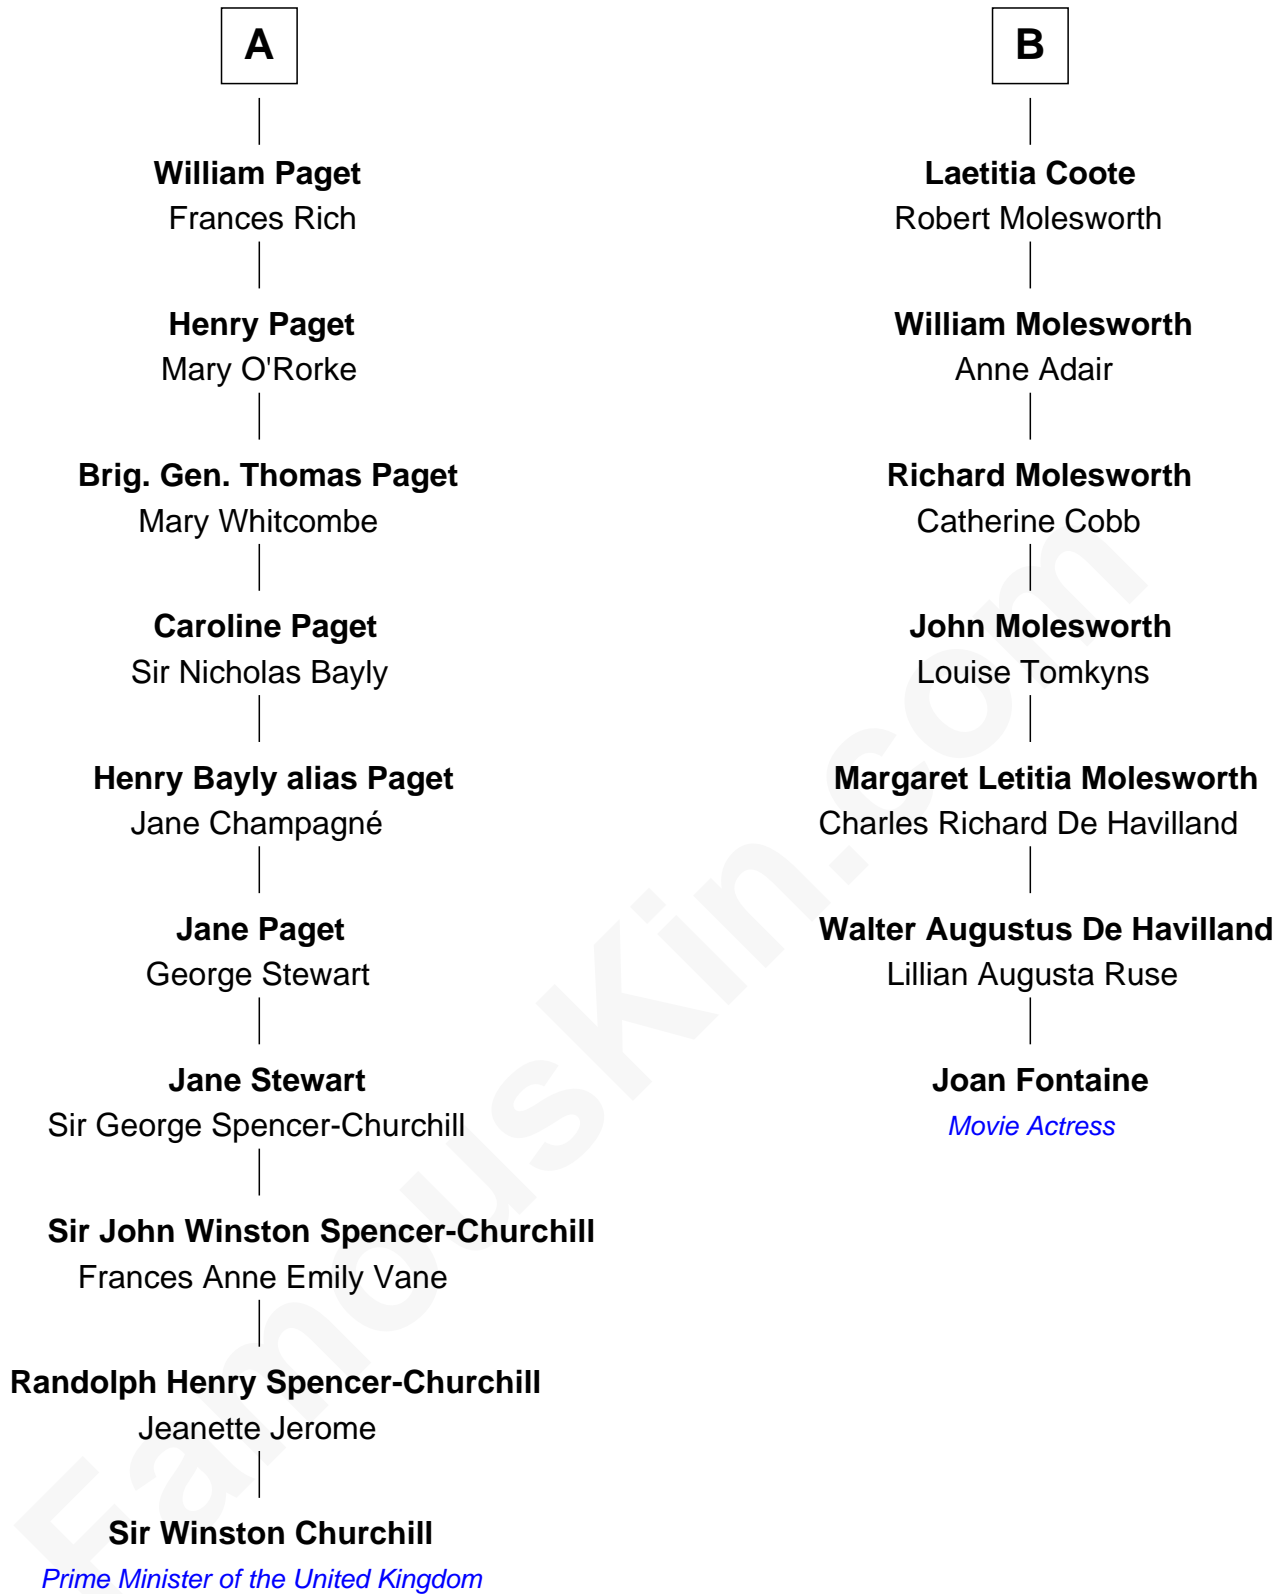 A
William Paget
Frances Rich
Henry Paget
Mary O'Rorke
Brig. Gen. Thomas Paget
Mary Whitcombe
Caroline Paget
Sir Nicholas Bayly
Henry Bayly alias Paget
Jane Champagné
Jane Paget
George Stewart
Jane Stewart
Sir George Spencer-Churchill
Sir John Winston Spencer-Churchill
Frances Anne Emily Vane
Randolph Henry Spencer-Churchill
Jeanette Jerome
Sir Winston Churchill
Prime Minister of the United Kingdom
B
Laetitia Coote
Robert Molesworth
William Molesworth
Anne Adair
Richard Molesworth
Catherine Cobb
John Molesworth
Louise Tomkyns
Margaret Letitia Molesworth
Charles Richard De Havilland
Walter Augustus De Havilland
Lillian Augusta Ruse
Joan Fontaine
Movie Actress
FamousKin.com